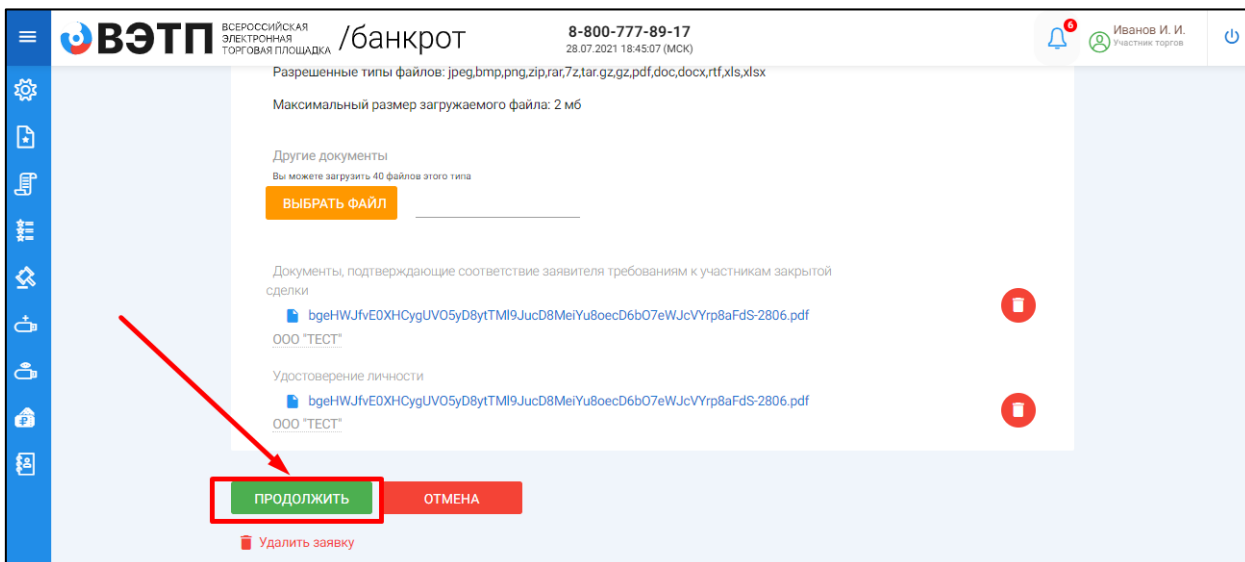 ВЭТП
ВСЕРОССИЙСКАЯ
ЭЛЕКТРОННАЯ
ТОРГОВАЯ ПЛОЩАДКА
/банкрот
8-800-777-89-17
28.07.2021 18:45:07 (МСК)
6
Иванов И. И.
Участник торгов
Разрешенные типы файлов: jpeg,bmp,png,zip,rar,7z,tar.gz,gz,pdf,doc,docx,rtf,xls,xlsx
Максимальный размер загружаемого файла: 2 мб
Другие документы
Вы можете загрузить 40 файлов этого типа
ВЫБРАТЬ ФАЙЛ
Документы, подтверждающие соответствие заявителя требованиям к участникам закрытой
сделки
bgeHWJfvE0XHCygUVO5yD8ytTMl9JucD8MeiYu8oecD6bO7eWJcVYrp8aFdS-2806.pdf
ООО "ТЕСТ"
Удостоверение личности
bgeHWJfvE0XHCygUVO5yD8ytTMl9JucD8MeiYu8oecD6bO7eWJcVYrp8aFdS-2806.pdf
ООО "ТЕСТ"
ПРОДОЛЖИТЬ
ОТМЕНА
Удалить заявку